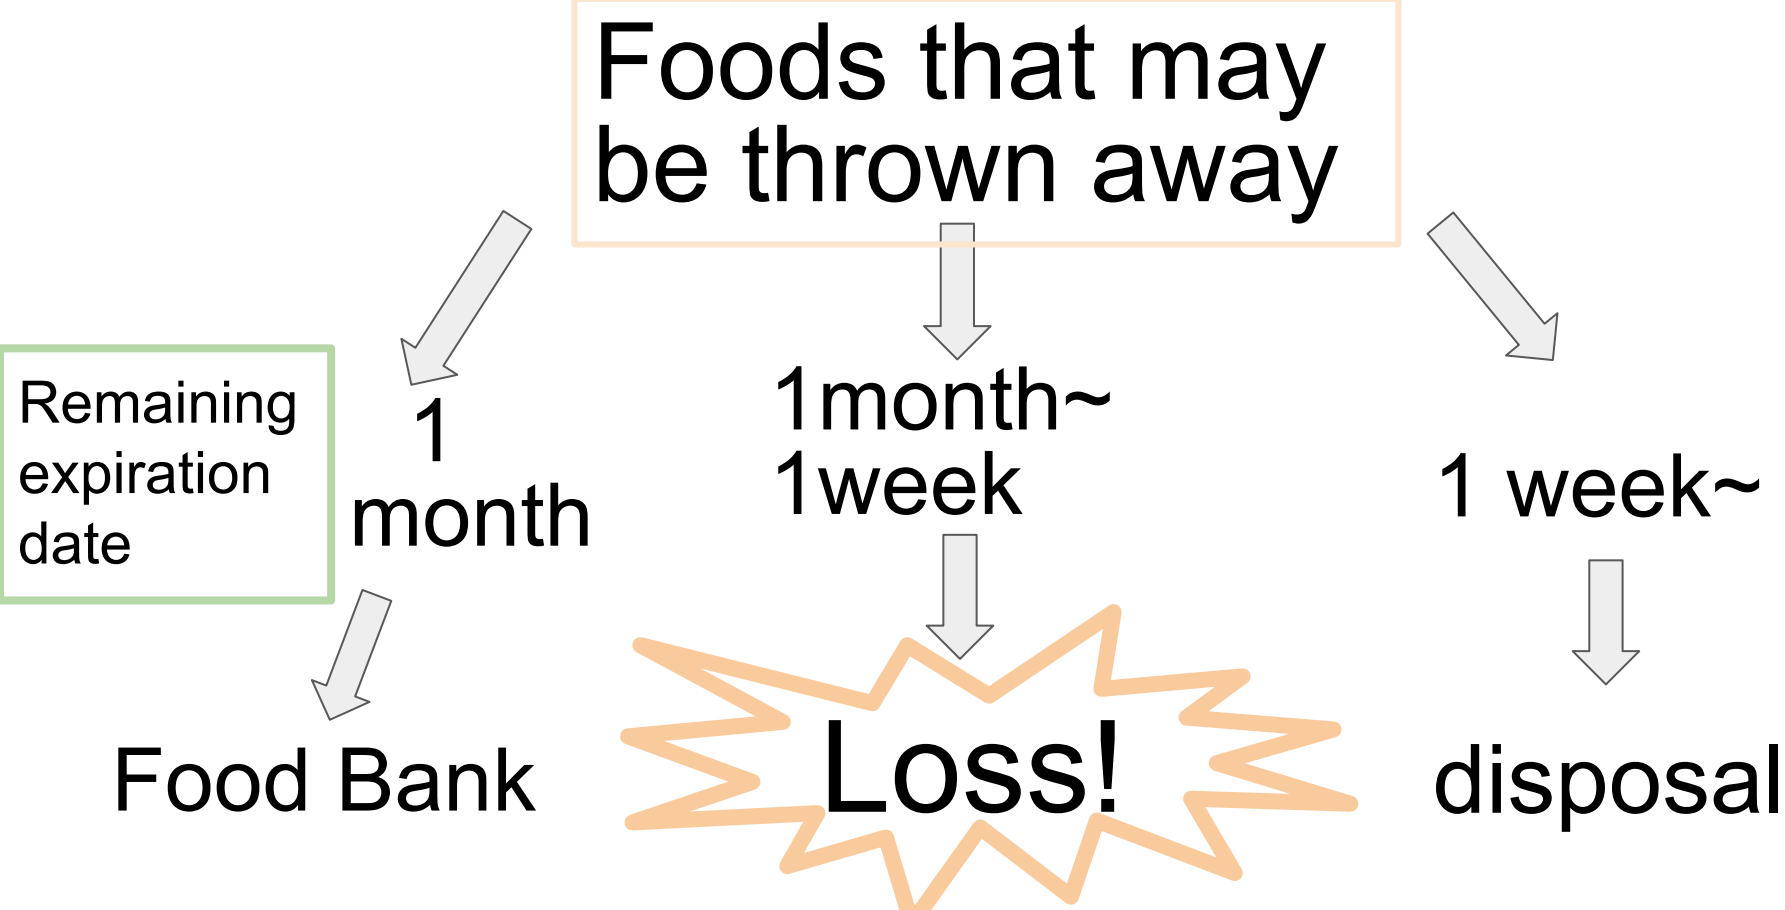 Foods that may
be thrown away
Remaining
expiration
date
1
month
1month~
1week
1 week~
Food Bank
Loss!
disposal